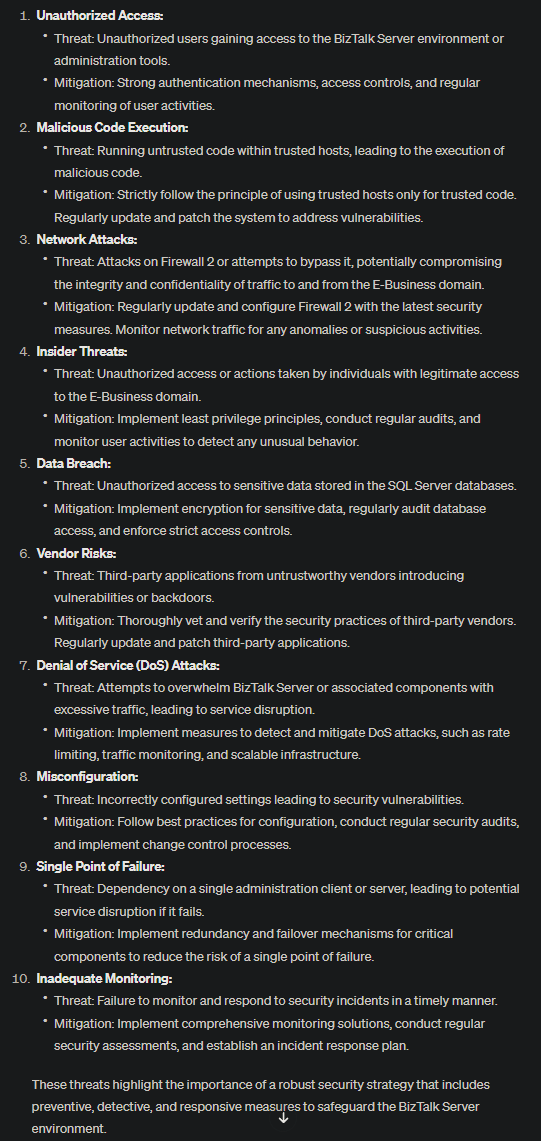 1. Unauthorized Access:
• Threat: Unauthorized users gaining access to the BizTalk Server environment or
administration tools.
• Mitigation: Strong authentication mechanisms, access controls, and regular
monitoring of user activities.
2. Malicious Code Execution:
• Threat: Running untrusted code within trusted hosts, leading to the execution of
malicious code.
• Mitigation: Strictly follow the principle of using trusted hosts only for trusted code.
Regularly update and patch the system to address vulnerabilities.
3. Network Attacks:
• Threat: Attacks on Firewall 2 or attempts to bypass it, potentially compromising
the integrity and confidentiality of traffic to and from the E-Business domain.
• Mitigation: Regularly update and configure Firewall 2 with the latest security
measures. Monitor network traffic for any anomalies or suspicious activities.
4. Insider Threats:
• Threat: Unauthorized access or actions taken by individuals with legitimate access
to the E-Business domain.
• Mitigation: Implement least privilege principles, conduct regular audits, and
monitor user activities to detect any unusual behavior.
5. Data Breach:
• Threat: Unauthorized access to sensitive data stored in the SQL Server databases.
• Mitigation: Implement encryption for sensitive data, regularly audit database
access, and enforce strict access controls.
6. Vendor Risks:
• Threat: Third-party applications from untrustworthy vendors introducing
vulnerabilities or backdoors.
• Mitigation: Thoroughly vet and verify the security practices of third-party vendors.
Regularly update and patch third-party applications.
7. Denial of Service (DoS) Attacks:
• Threat: Attempts to overwhelm BizTalk Server or associated components with
excessive traffic, leading to service disruption.
• Mitigation: Implement measures to detect and mitigate DoS attacks, such as rate
limiting, traffic monitoring, and scalable infrastructure.
8. Misconfiguration:
• Threat: Incorrectly configured settings leading to security vulnerabilities.
• Mitigation: Follow best practices for configuration, conduct regular security audits,
and implement change control processes.
9. Single Point of Failure:
• Threat: Dependency on a single administration client or server, leading to potential
service disruption if it fails.
• Mitigation: Implement redundancy and failover mechanisms for critical
components to reduce the risk of a single point of failure.
10. Inadequate Monitoring:
• Threat: Failure to monitor and respond to security incidents in a timely manner.
• Mitigation: Implement comprehensive monitoring solutions, conduct regular
security assessments, and establish an incident response plan.
These threats highlight the importance of a robust security strategy that includes
preventive, detective, and responsive measures to safeguard the BizTalk Server
environment.